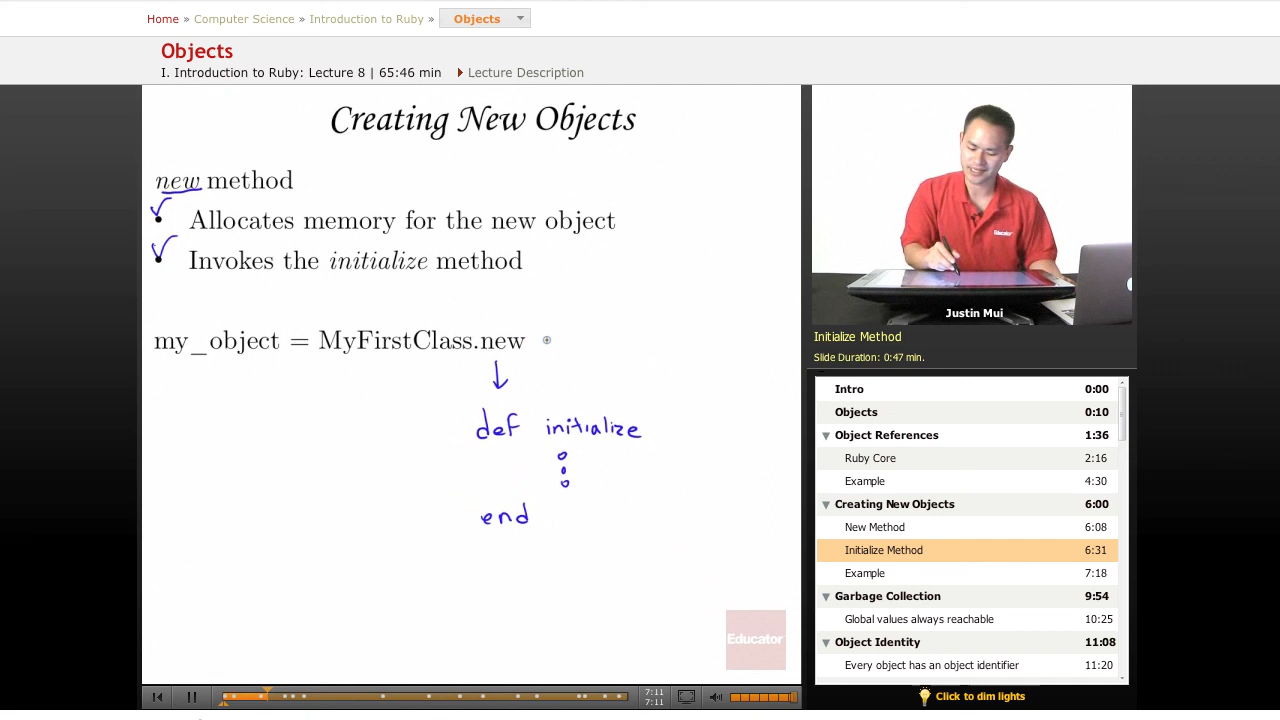 Home » Computer Science » Introduction to Ruby » Objects
Objects
I. Introduction to Ruby: Lecture 8 | 65:46 min Lecture Description
Creating New Objects
new method
• Allocates memory for the new object
• Invokes the initialize method
my_object = MyFirstClass.new
def initialize
end
Educator
Educator
Justin Mui
Initialize Method
Slide Duration: 0:47 min.
Intro 0:00
Objects 0:10
Object References 1:36
Ruby Core 2:16
Example 4:30
Creating New Objects 6:00
New Method 6:08
Initialize Method 6:31
Example 7:18
Garbage Collection 9:54
Global values always reachable 10:25
Object Identity 11:08
Every object has an object identifier 11:20
7:11
7:11
Click to dim lights